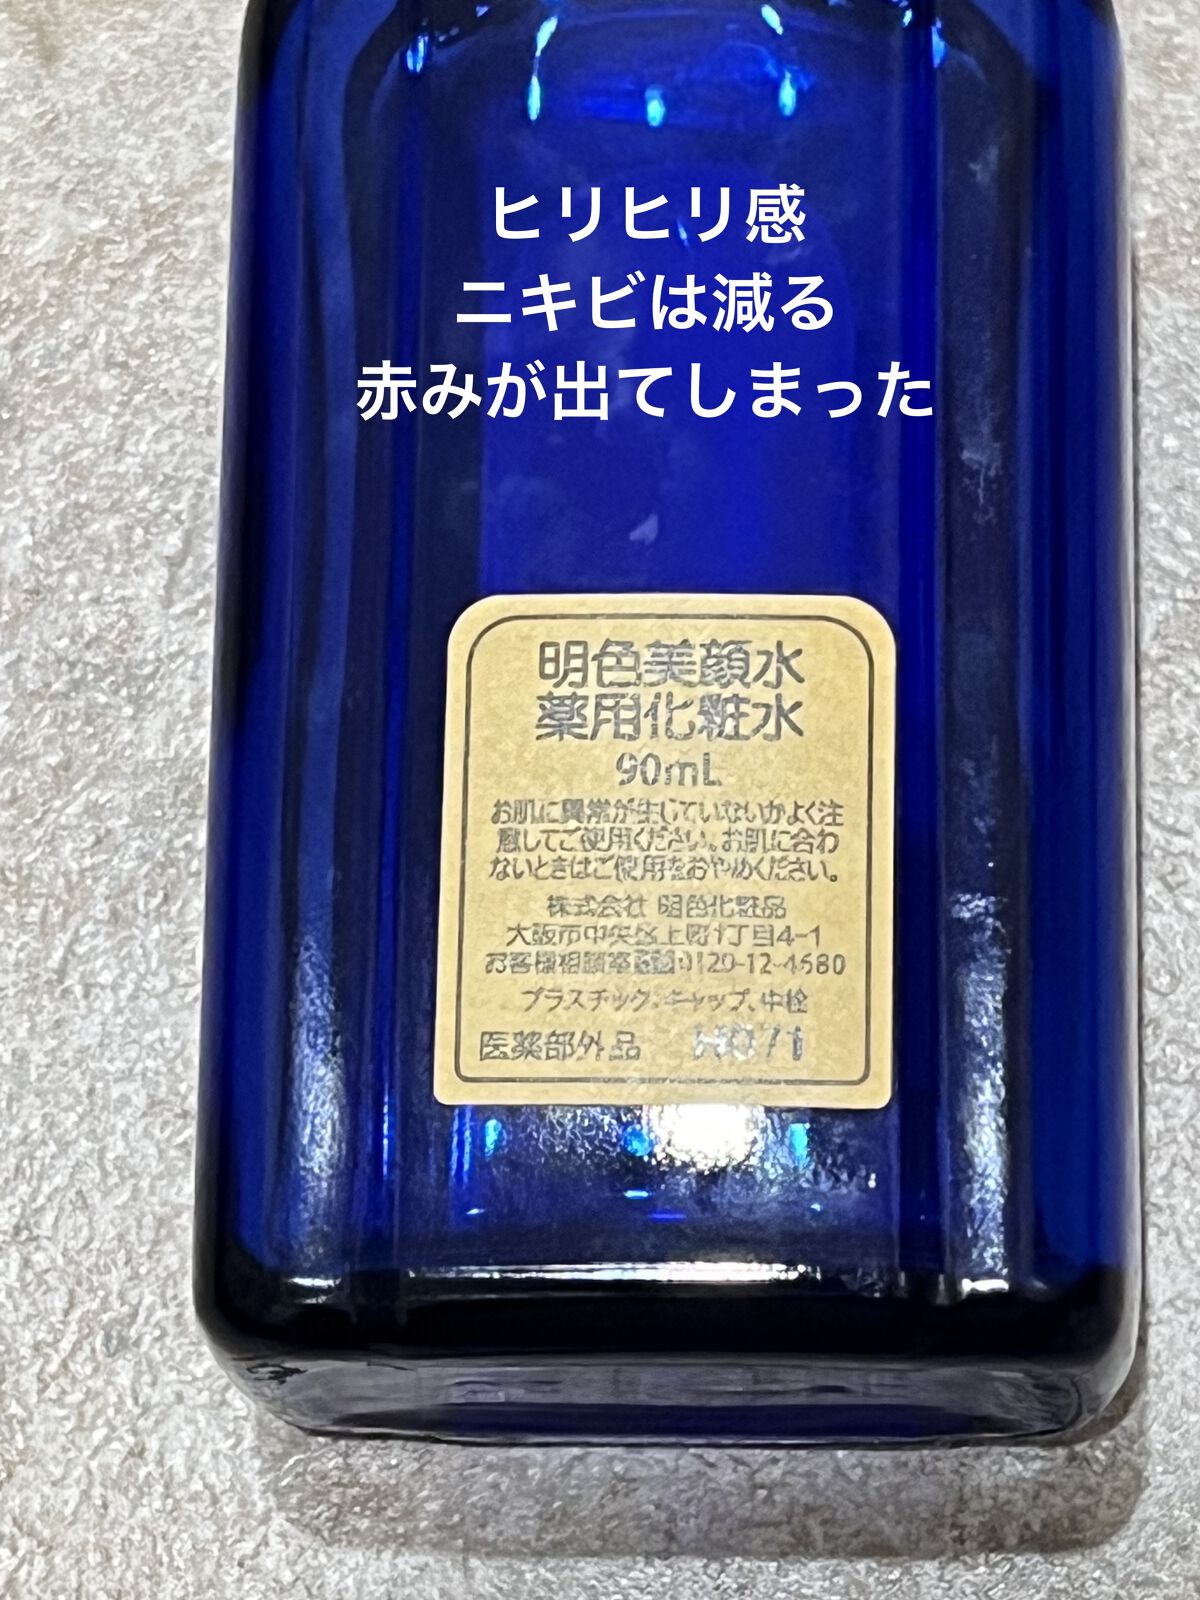 ヒリヒリ感
ニキビは減る
赤みが出てしまった
明色美顔水
薬用化粧水
90mL
お肌に異常が生じていないかよく注
意してご使用ください。お肌に合わ
ないときはご使用をおやめください。
株式会社 明色化粧品
大阪市中央区上町1丁目4-1
お客様相談室 0120-12-4680
プラスチック:キャップ、中栓
医薬部外品 H071